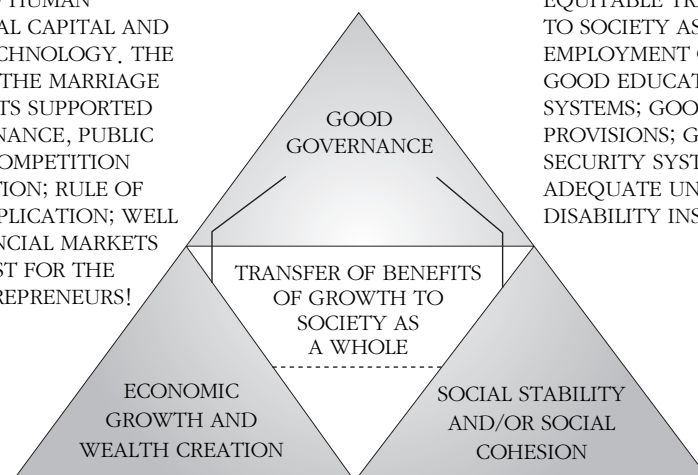 HUMAN
AL CAPITAL AND
CHNOLOGY. THE
THE MARRIAGE
TS SUPPORTED
NANCE, PUBLIC
OMPETITION
TION; RULE OF
PLICATION; WELL
NCIAL MARKETS
ST FOR THE
REPRENEURS!
GOOD
GOVERNANCE
TRANSFER OF BENEFITS
OF GROWTH TO
SOCIETY AS
A WHOLE
ECONOMIC
GROWTH AND
WEALTH CREATION
SOCIAL STABILITY
AND/OR SOCIAL
COHESION
EQUITABLE TRA
TO SOCIETY AS
EMPLOYMENT
GOOD EDUCAT
SYSTEMS; GOO
PROVISIONS; G
SECURITY SYST
ADEQUATE UN
DISABILITY INS